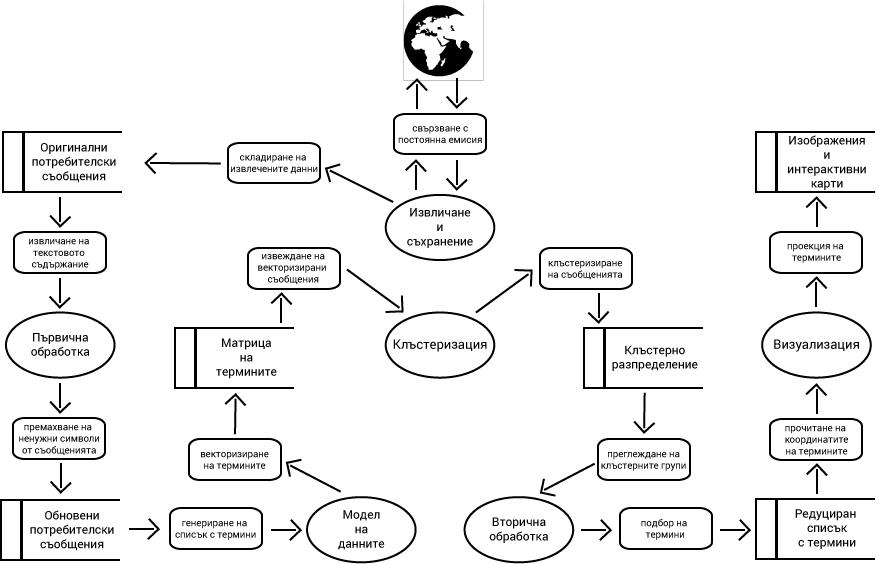 свързване с
постоянна емисия
Оригинални
потребителски
съобщения
складиране на
извлечените данни
Изображения
и
интерактивни
карти
Извличане
и
съхранение
извличане на
текстовото
съдържание
извеждане на
векторизирани
съобщения
клъстеризиране
на съобщенията
проекция на
термините
Първична
обработка
Матрица
на
термините
Клъстеризация
Клъстерно
разпределение
Визуализация
премахване на
ненужни символи
от съобщенията
векторизиране
на термините
преглеждане на
клъстерните групи
прочитане на
координатите
на термините
Обновени
потребителски
съобщения
генериране на
списък с термини
Модел
на
данните
Вторична
обработка
подбор на
термини
Редуциран
списък
с термини